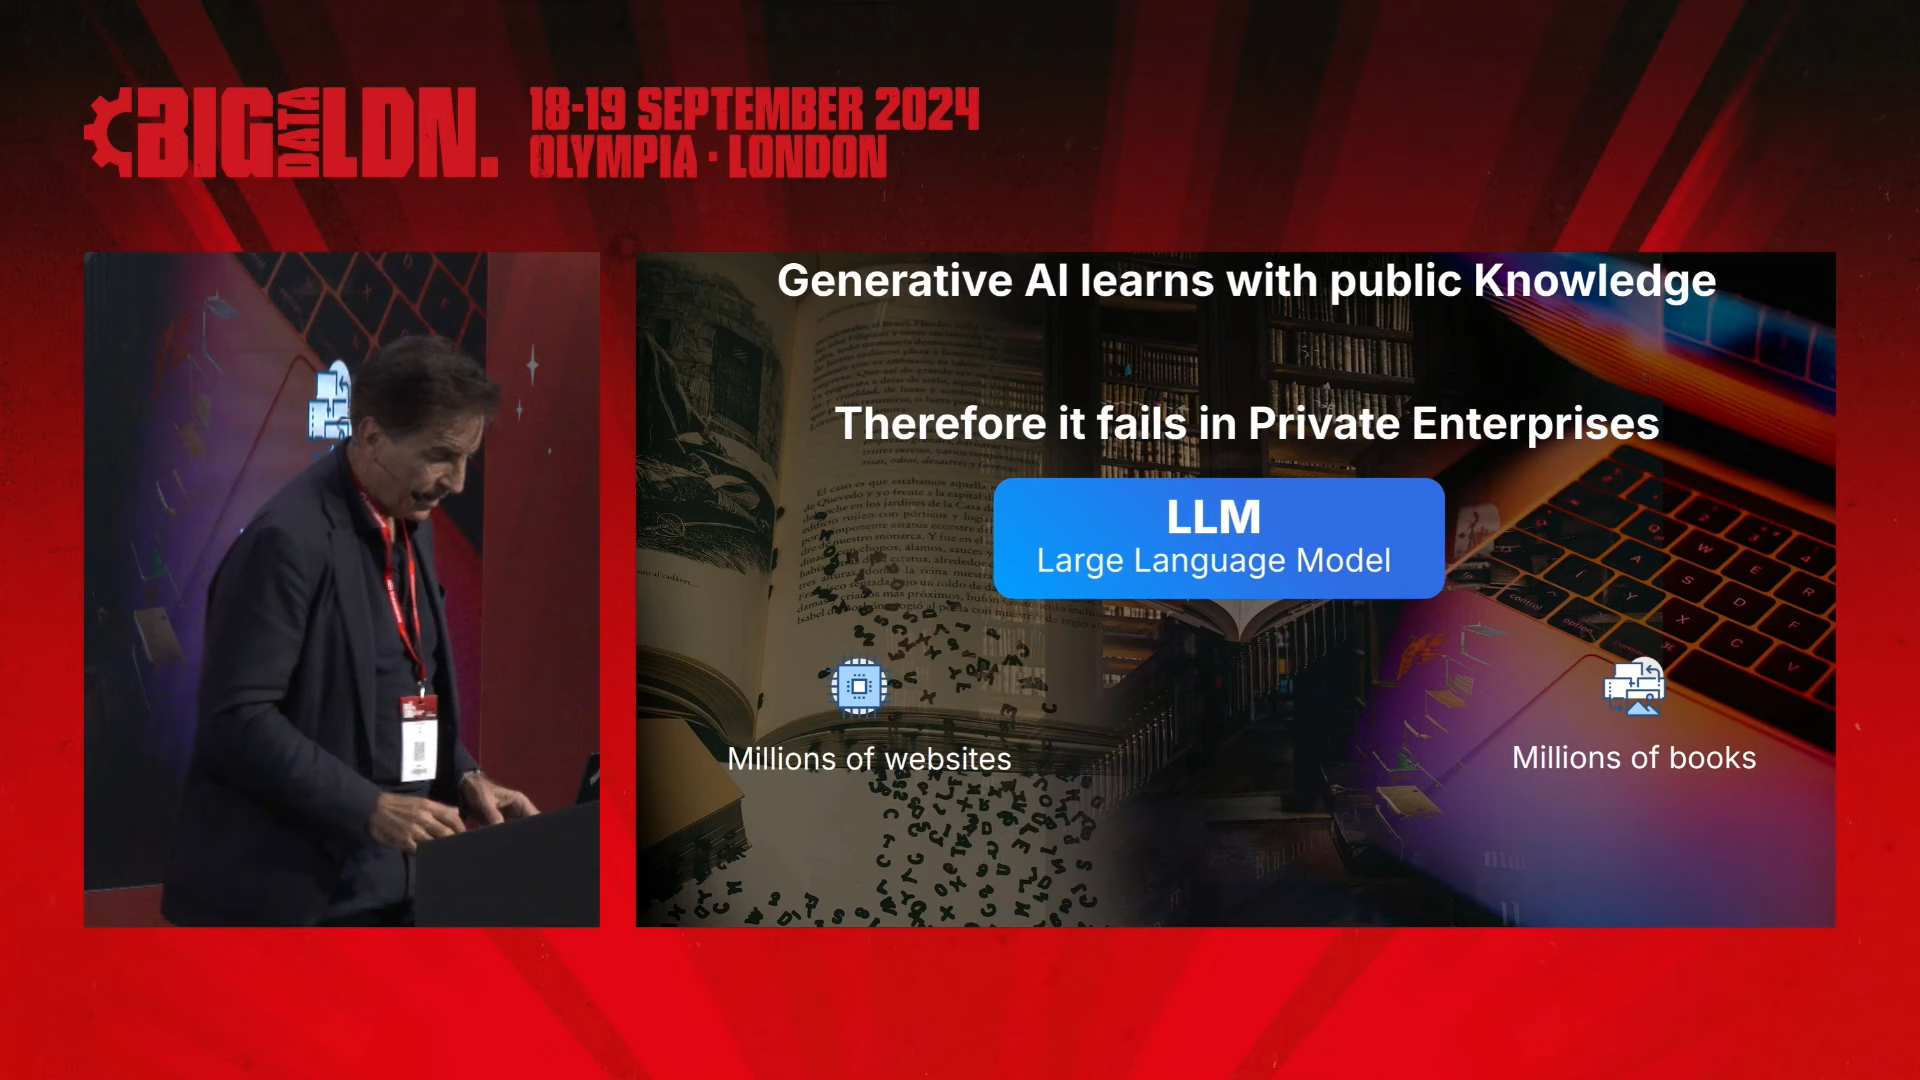 BIG DATA LDN.
18-19 SEPTEMBER 2024
OLYMPIA · LONDON
Generative AI learns with public Knowledge
Therefore it fails in Private Enterprises
LLM
Large Language Model
Millions of websites
Millions of books